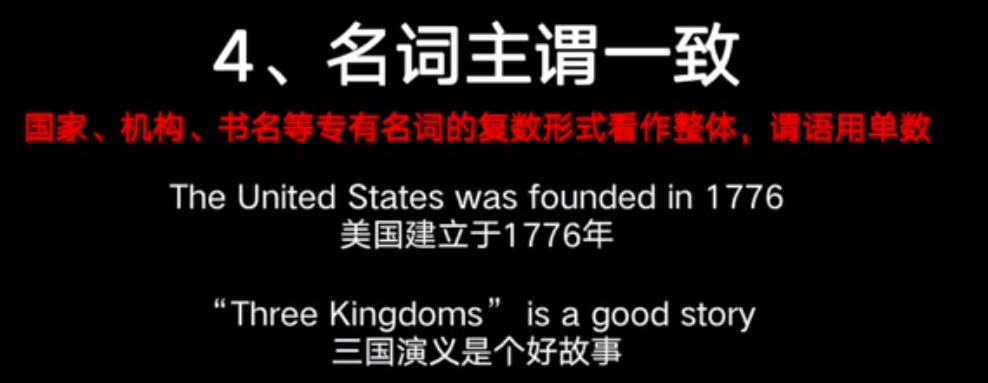 4、名词主谓一致
国家、机构、书名等专有名词的复数形式看作整体，谓语用单数
The United States was founded in 1776
美国建立于1776年
“Three Kingdoms” is a good story
三国演义是个好故事